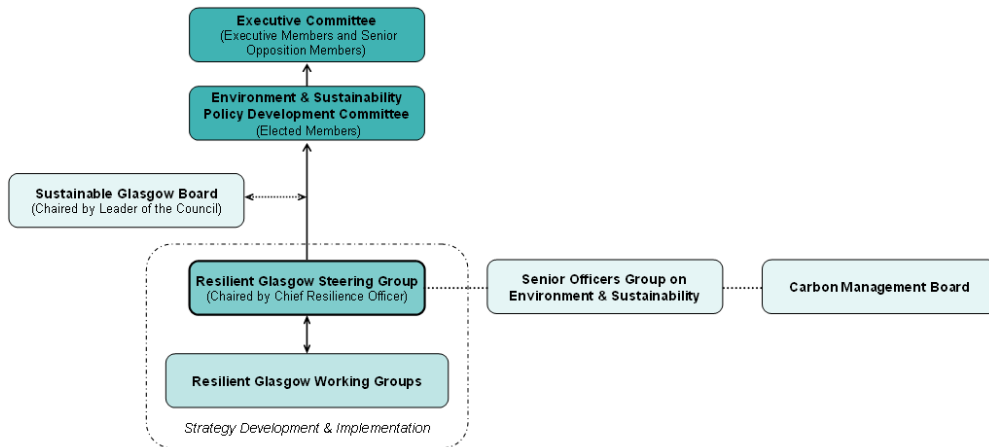 Executive Committee
(Executive Members and Senior
Opposition Members)
Environment & Sustainability
Policy Development Committee
(Elected Members)
Sustainable Glasgow Board
(Chaired by Leader of the Council)
Resilient Glasgow Steering Group
(Chaired by Chief Resilience Officer)
Senior Officers Group on
Environment & Sustainability
Carbon Management Board
Resilient Glasgow Working Groups
Strategy Development & Implementation